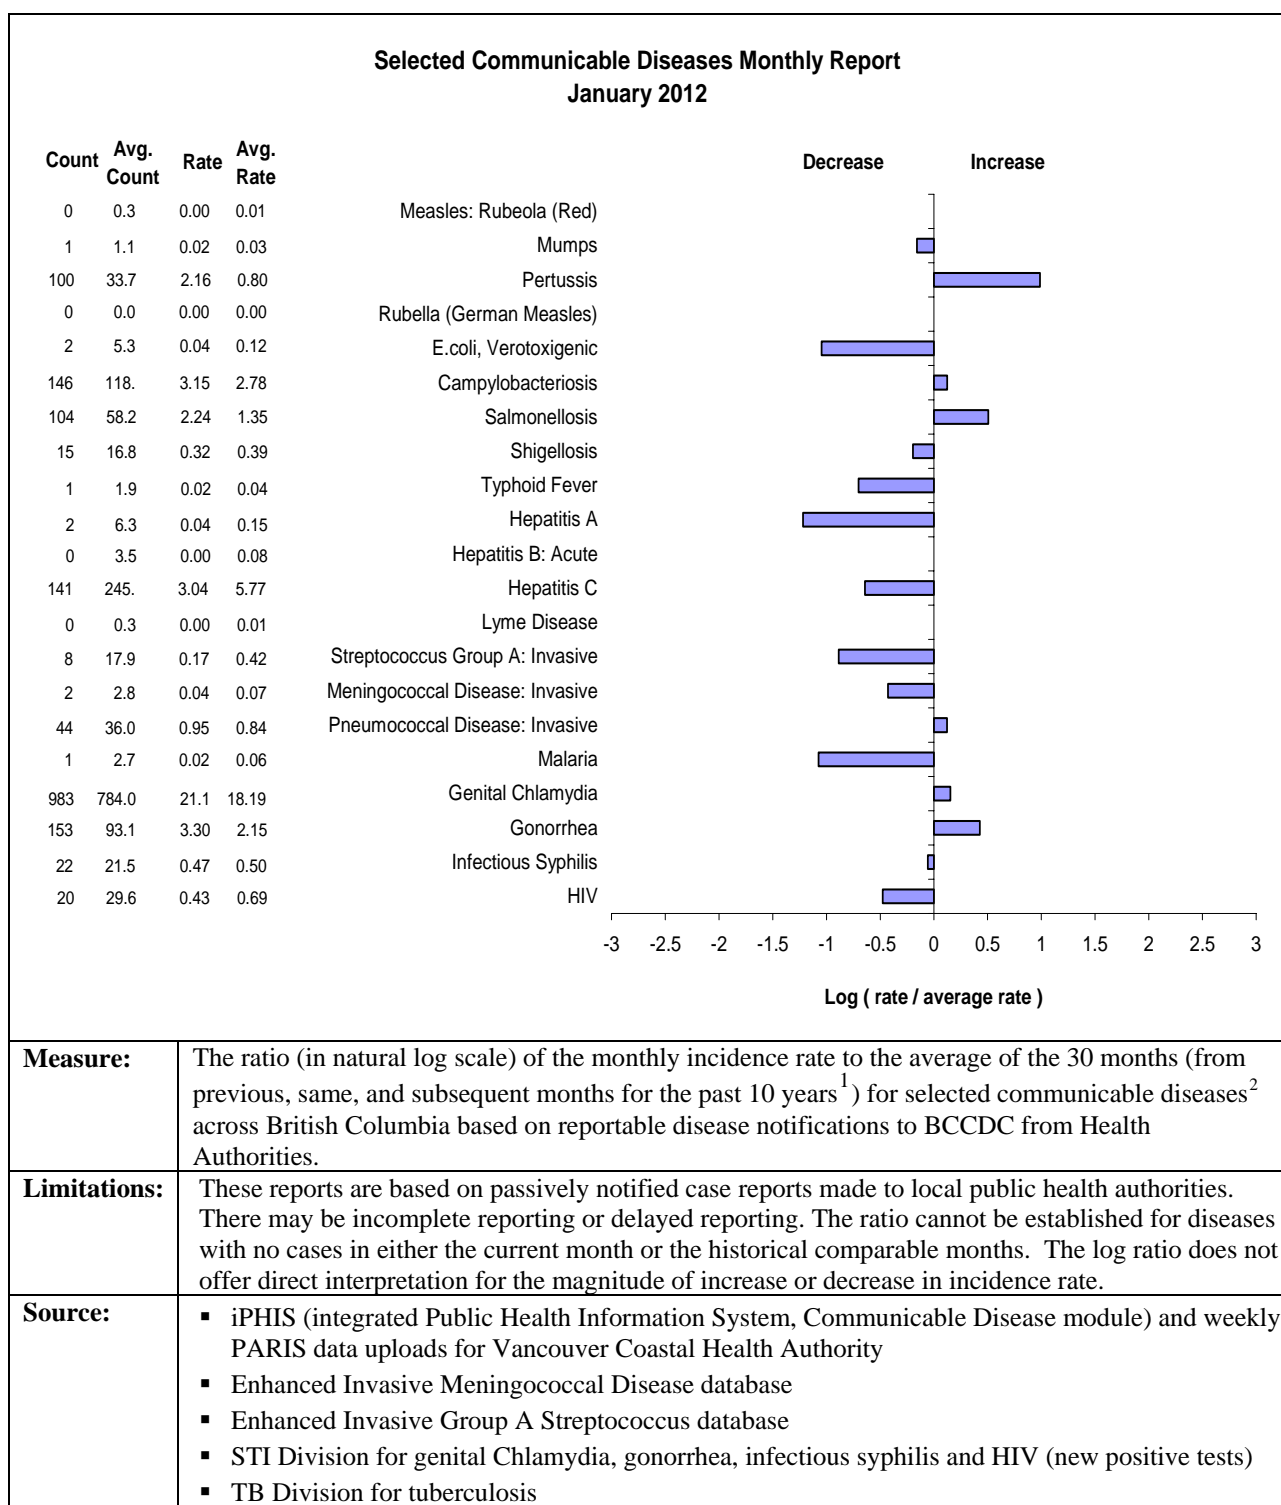 Selected Communicable Diseases Monthly Report
January 2012
Count Avg. Count Rate Avg. Rate Decrease Increase
0 0.3 0.00 0.01 Measles: Rubeola (Red)
1 1.1 0.02 0.03 Mumps
100 33.7 2.16 0.80 Pertussis
0 0.0 0.00 0.00 Rubella (German Measles)
2 5.3 0.04 0.12 E.coli, Verotoxigenic
146 118. 3.15 2.78 Campylobacteriosis
104 58.2 2.24 1.35 Salmonellosis
15 16.8 0.32 0.39 Shigellosis
1 1.9 0.02 0.04 Typhoid Fever
2 6.3 0.04 0.15 Hepatitis A
0 3.5 0.00 0.08 Hepatitis B: Acute
141 245. 3.04 5.77 Hepatitis C
0 0.3 0.00 0.01 Lyme Disease
8 17.9 0.17 0.42 Streptococcus Group A: Invasive
2 2.8 0.04 0.07 Meningococcal Disease: Invasive
44 36.0 0.95 0.84 Pneumococcal Disease: Invasive
1 2.7 0.02 0.06 Malaria
983 784.0 21.1 18.19 Genital Chlamydia
153 93.1 3.30 2.15 Gonorrhea
22 21.5 0.47 0.50 Infectious Syphilis
20 29.6 0.43 0.69 HIV
-3 -2.5 -2 -1.5 -1 -0.5 0 0.5 1 1.5 2 2.5 3
Log ( rate / average rate )
Measure: The ratio (in natural log scale) of the monthly incidence rate to the average of the 30 months (from
previous, same, and subsequent months for the past 10 years1) for selected communicable diseases2
across British Columbia based on reportable disease notifications to BCCDC from Health
Authorities.
Limitations: These reports are based on passively notified case reports made to local public health authorities.
There may be incomplete reporting or delayed reporting. The ratio cannot be established for diseases
with no cases in either the current month or the historical comparable months. The log ratio does not
offer direct interpretation for the magnitude of increase or decrease in incidence rate.
Source: ▪ iPHIS (integrated Public Health Information System, Communicable Disease module) and weekly
PARIS data uploads for Vancouver Coastal Health Authority
▪ Enhanced Invasive Meningococcal Disease database
▪ Enhanced Invasive Group A Streptococcus database
▪ STI Division for genital Chlamydia, gonorrhea, infectious syphilis and HIV (new positive tests)
▪ TB Division for tuberculosis